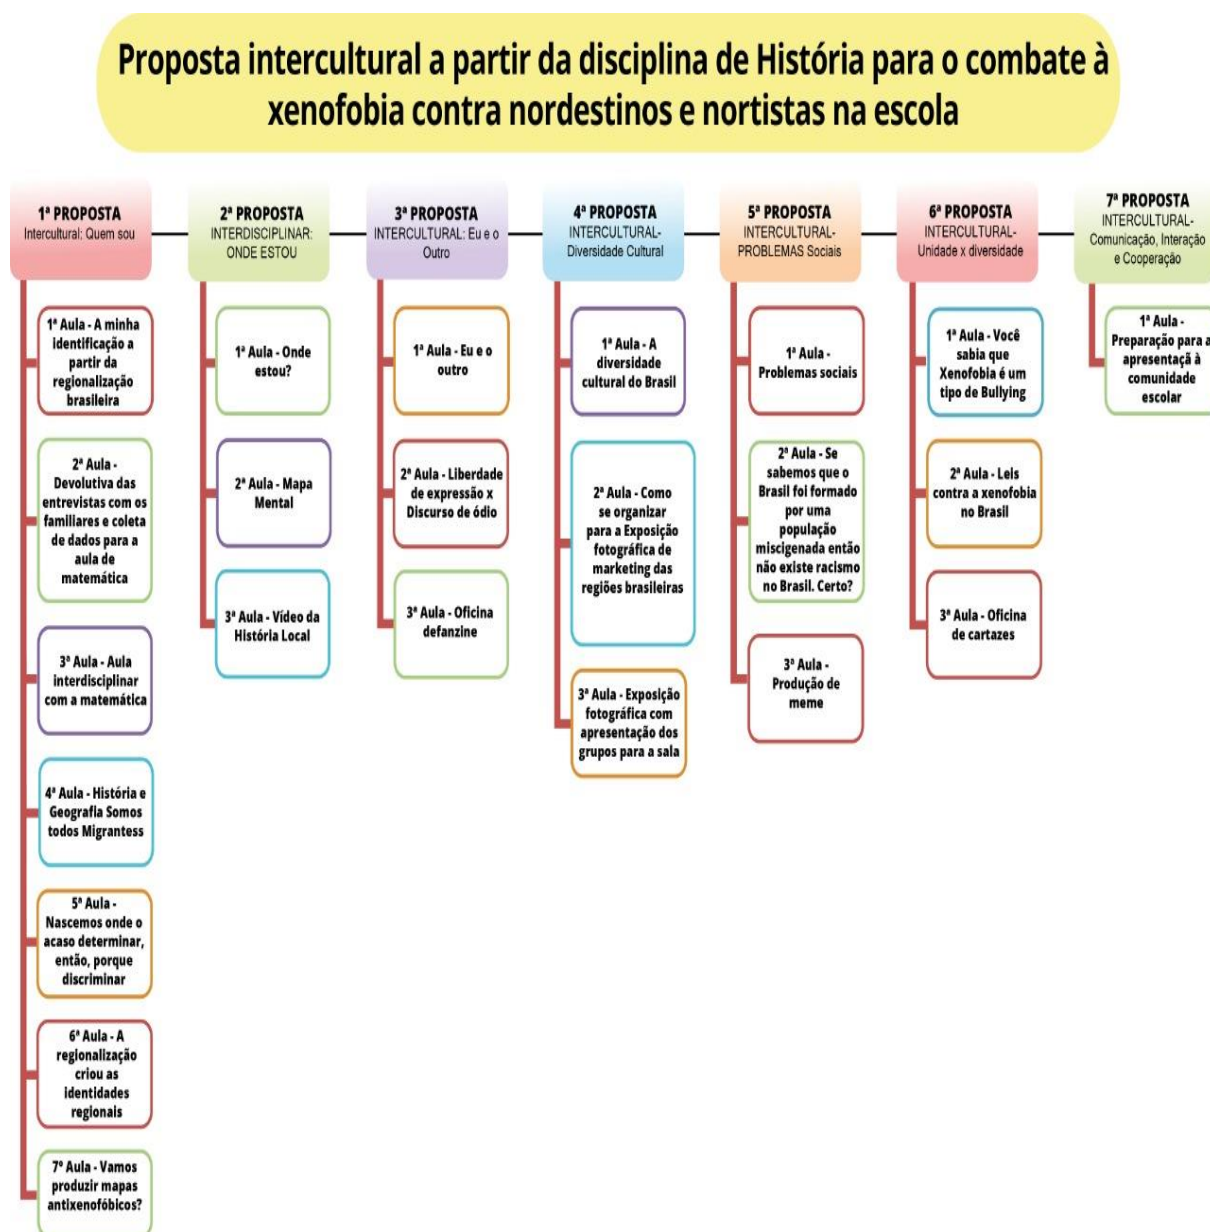 Proposta intercultural a partir da disciplina de História para o combate à
xenofobia contra nordestinos e nortistas na escola
1ª PROPOSTA
Intercultural: Quem sou
1ª Aula - A minha
identificação a
partir da
regionalização
brasileira
2ª Aula -
Devolutiva das
entrevistas com os
familiares e coleta
de dados para a
aula de
matemática
3ª Aula - Aula
interdisciplinar
com a matemática
4ª Aula - História e
Geografia Somos
todos Migrantess
5ª Aula -
Nascemos onde o
acaso determinar,
então, porque
discriminar
6ª Aula - A
regionalização
criou as
identidades
regionais
7º Aula - Vamos
produzir mapas
antixenofóbicos?
2ª PROPOSTA
INTERDISCIPLINAR:
ONDE ESTOU
1ª Aula - Onde
estou?
2ª Aula - Mapa
Mental
3ª Aula - Vídeo da
História Local
3ª PROPOSTA
INTERCULTURAL: Eu e o
Outro
1ª Aula - Eu e o
outro
2ª Aula - Liberdade
de expressão x
Discurso de ódio
3ª Aula - Oficina
defanzine
4ª PROPOSTA
INTERCULTURAL-
Diversidade Cultural
1ª Aula - A
diversidade
cultural do Brasil
2ª Aula - Como
se organizar
para a Exposição
fotográfica de
marketing das
regiões brasileiras
3ª Aula - Exposição
fotográfica com
apresentação dos
grupos para a sala
5ª PROPOSTA
INTERCULTURAL-
PROBLEMAS Sociais
1ª Aula -
Problemas sociais
2ª Aula - Se
sabemos que o
Brasil foi formado
por uma
população
miscigenada então
não existe racismo
no Brasil. Certo?
3ª Aula -
Produção de
meme
6ª PROPOSTA
INTERCULTURAL-
Unidade x diversidade
1ª Aula - Você
sabia que
Xenofobia é um
tipo de Bullying
2ª Aula - Leis
contra a xenofobia
no Brasil
3ª Aula - Oficina
de cartazes
7ª PROPOSTA
INTERCULTURAL-
Comunicação, Interação
e Cooperação
1ª Aula -
Preparação para a
apresentaçã à
comunidade
escolar